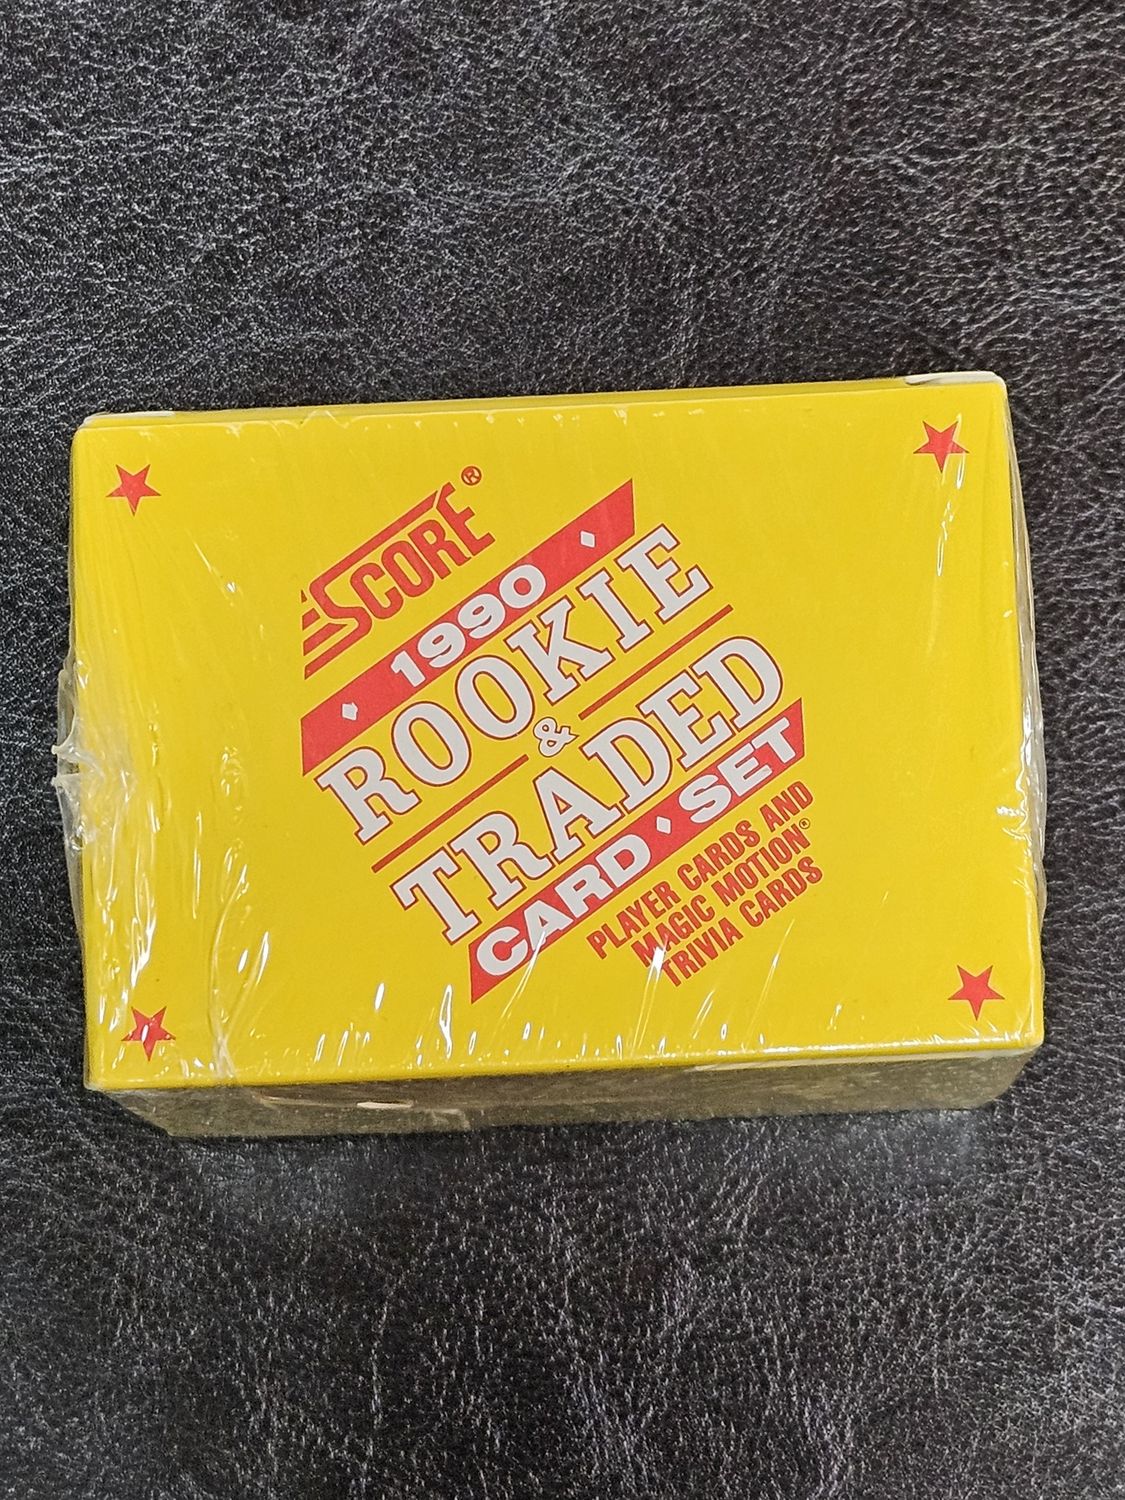 SCORE®
1990
ROOKIE
&
TRADED
CARD SET
PLAYER CARDS AND
MAGIC MOTION®
TRIVIA CARDS